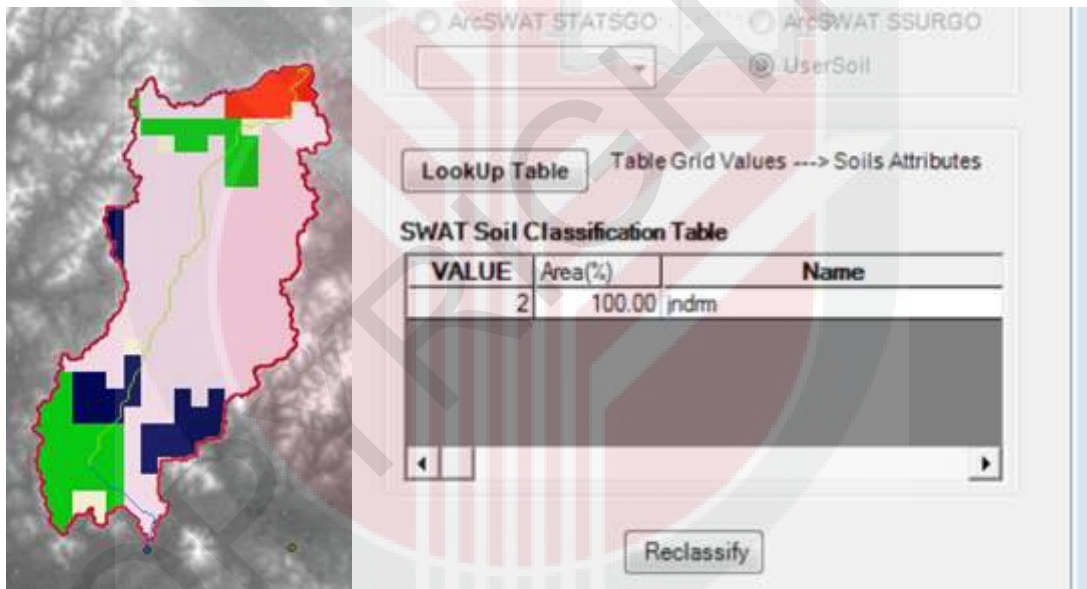 ArcSWAT STATSGO
ArcSWAT SSURGO
UserSoil
LookUp Table
Table Grid Values ---> Soils Attributes
SWAT Soil Classification Table
VALUE Area(%) Name
2 100.00 jndrm
Reclassify